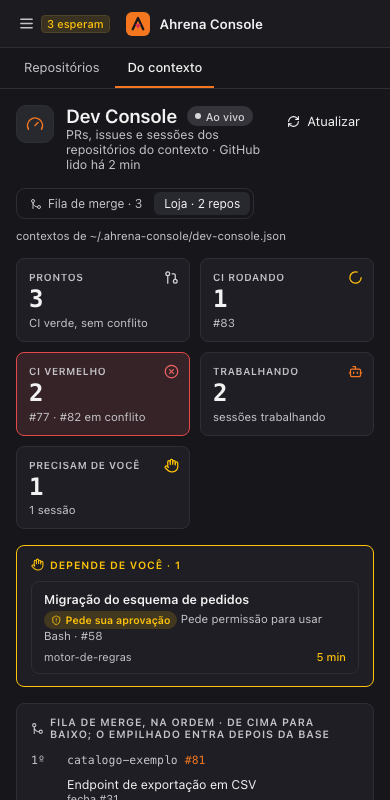 3 esperam
Ahrena Console
Repositórios
Do contexto
Dev Console
Ao vivo
PRs, issues e sessões dos
repositórios do contexto · GitHub
lido há 2 min
Atualizar
Fila de merge · 3
Loja · 2 repos
contextos de ~/.ahrena-console/dev-console.json
PRONTOS
3
CI verde, sem conflito
CI RODANDO
1
#83
CI VERMELHO
2
#77 · #82 em conflito
TRABALHANDO
2
sessões trabalhando
PRECISAM DE VOCÊ
1
1 sessão
DEPENDE DE VOCÊ · 1
Migração do esquema de pedidos
Pede sua aprovação Pede permissão para usar
Bash · #58
motor-de-regras
5 min
FILA DE MERGE, NA ORDEM · DE CIMA PARA
BAIXO; O EMPILHADO ENTRA DEPOIS DA BASE
1º catalogo-exemplo #81
Endpoint de exportação em CSV
fecha #31